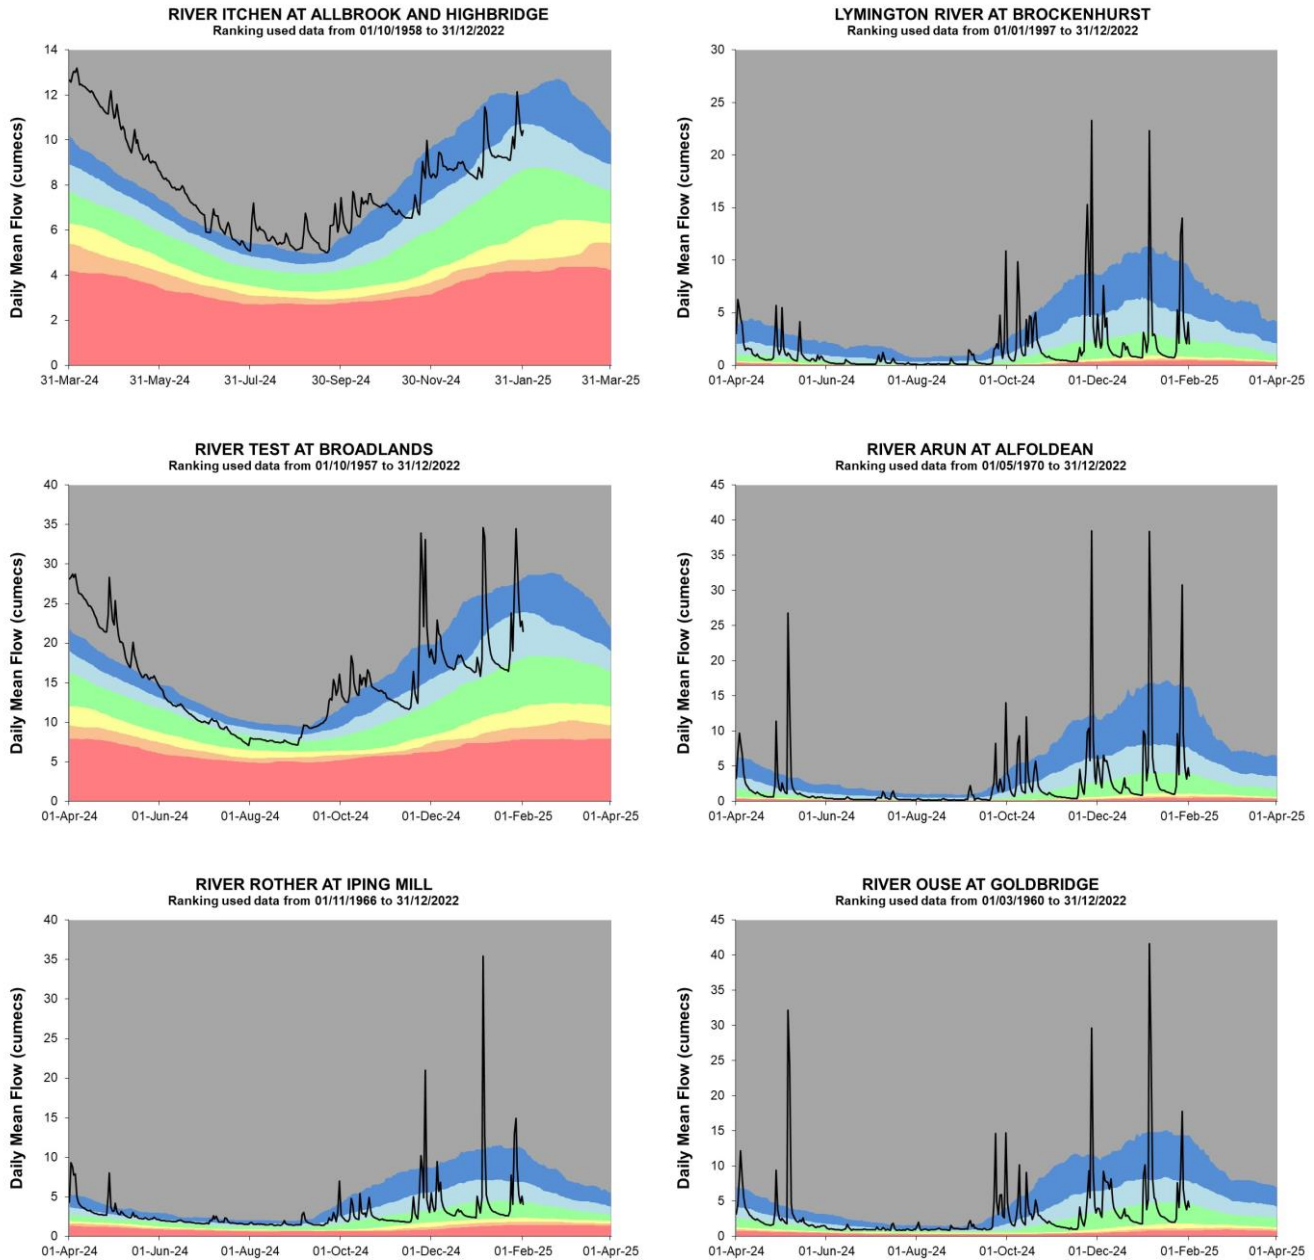 RIVER ITCHEN AT ALLBROOK AND HIGHBRIDGE
Ranking used data from 01/10/1958 to 31/12/2022
Daily Mean Flow (cumecs)
14
12
10
8
6
4
2
0
31-Mar-24 31-May-24 31-Jul-24 30-Sep-24 30-Nov-24 31-Jan-25 31-Mar-25
LYMINGTON RIVER AT BROCKENHURST
Ranking used data from 01/01/1997 to 31/12/2022
Daily Mean Flow (cumecs)
30
25
20
15
10
5
0
01-Apr-24 01-Jun-24 01-Aug-24 01-Oct-24 01-Dec-24 01-Feb-25 01-Apr-25
RIVER TEST AT BROADLANDS
Ranking used data from 01/10/1957 to 31/12/2022
Daily Mean Flow (cumecs)
40
35
30
25
20
15
10
5
0
01-Apr-24 01-Jun-24 01-Aug-24 01-Oct-24 01-Dec-24 01-Feb-25 01-Apr-25
RIVER ARUN AT ALFOLDEAN
Ranking used data from 01/05/1970 to 31/12/2022
Daily Mean Flow (cumecs)
45
40
35
30
25
20
15
10
5
0
01-Apr-24 01-Jun-24 01-Aug-24 01-Oct-24 01-Dec-24 01-Feb-25 01-Apr-25
RIVER ROTHER AT IPING MILL
Ranking used data from 01/11/1966 to 31/12/2022
Daily Mean Flow (cumecs)
40
35
30
25
20
15
10
5
0
01-Apr-24 01-Jun-24 01-Aug-24 01-Oct-24 01-Dec-24 01-Feb-25 01-Apr-25
RIVER OUSE AT GOLDBRIDGE
Ranking used data from 01/03/1960 to 31/12/2022
Daily Mean Flow (cumecs)
45
40
35
30
25
20
15
10
5
0
01-Apr-24 01-Jun-24 01-Aug-24 01-Oct-24 01-Dec-24 01-Feb-25 01-Apr-25